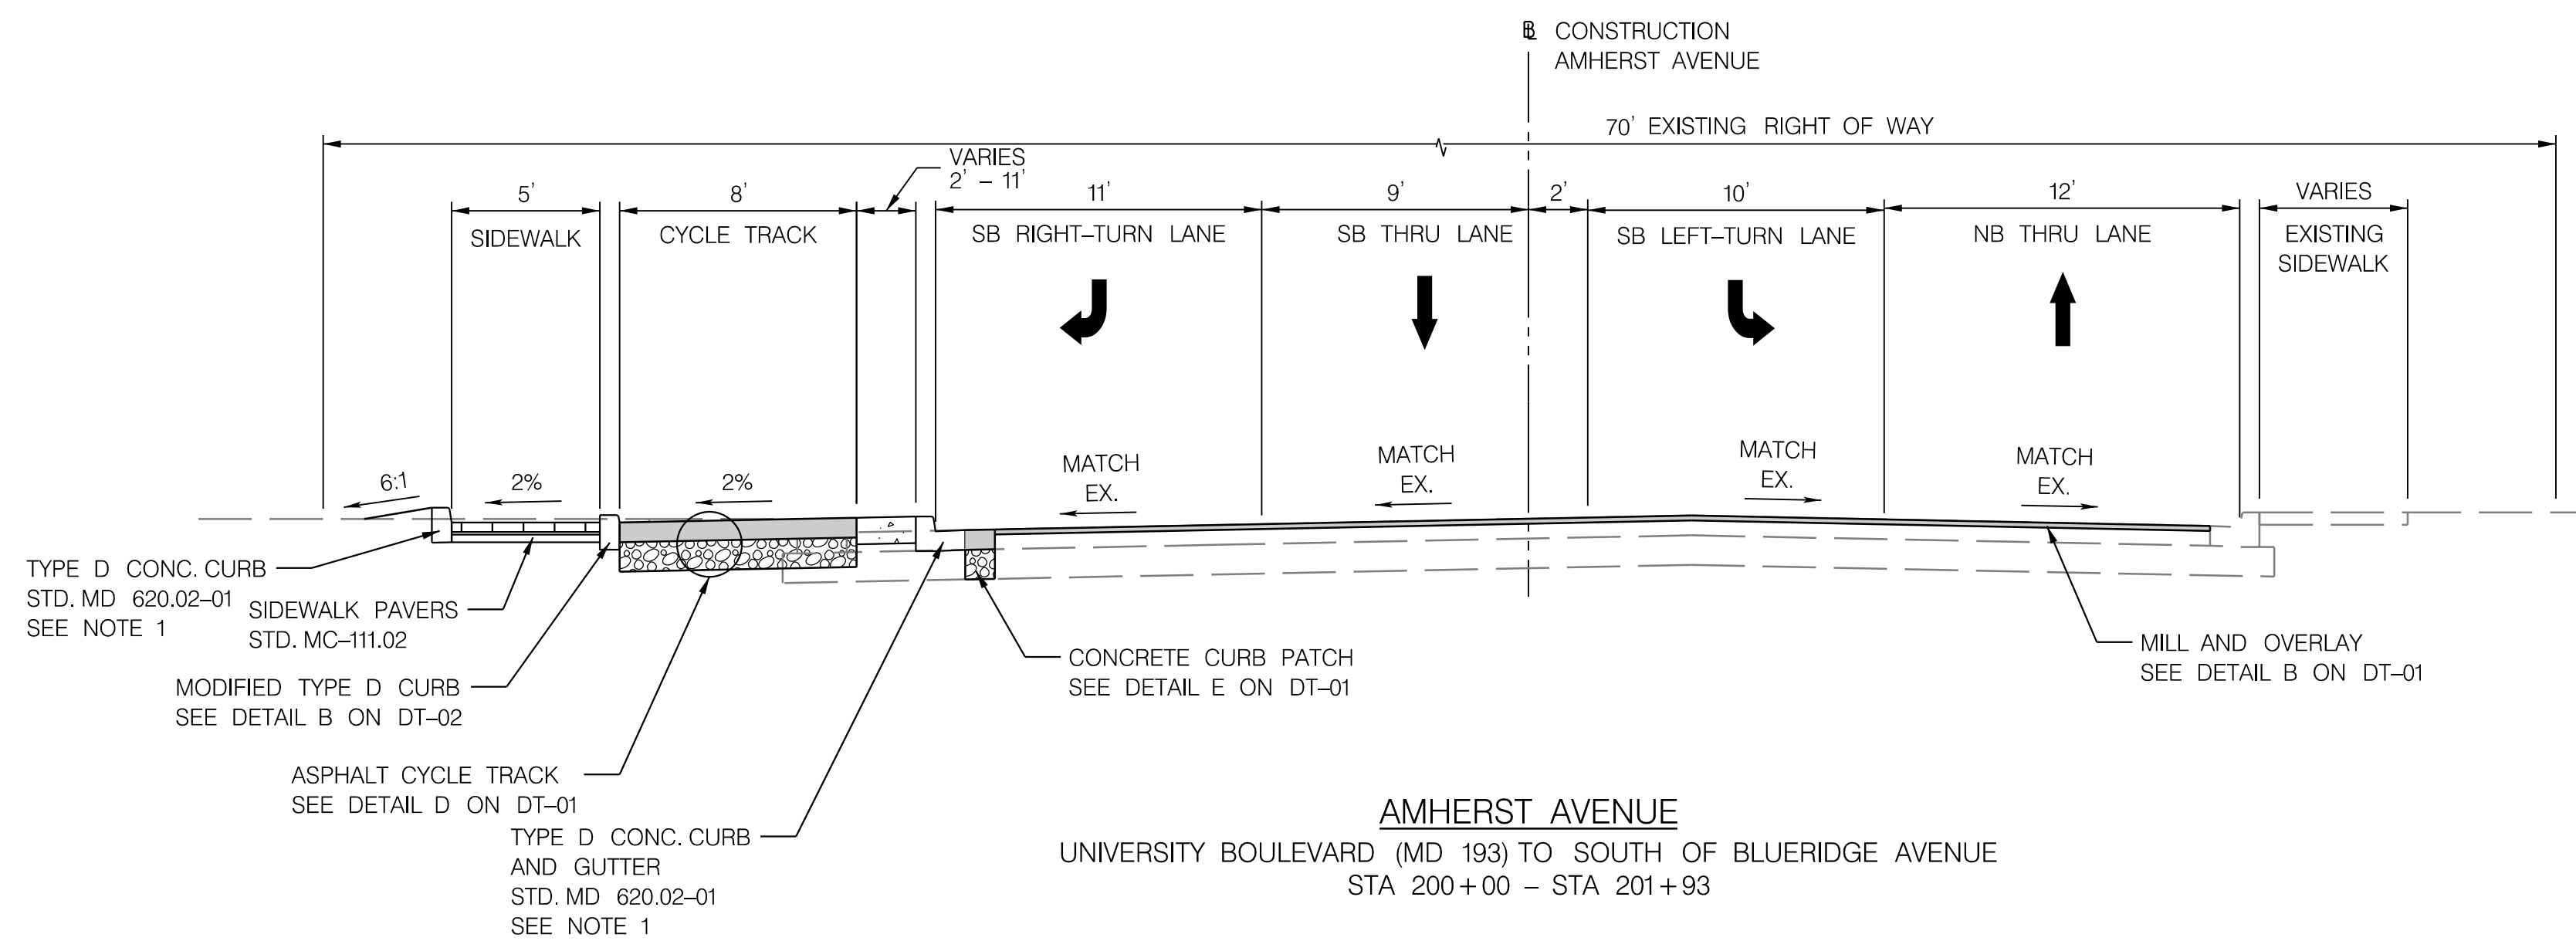 ℄ CONSTRUCTION
AMHERST AVENUE
70' EXISTING RIGHT OF WAY
VARIES
2' - 11'
5'
8'
11'
9'
2'
10'
12'
VARIES
SIDEWALK
CYCLE TRACK
SB RIGHT-TURN LANE
SB THRU LANE
SB LEFT-TURN LANE
NB THRU LANE
EXISTING
SIDEWALK
6:1
2%
2%
MATCH
EX.
MATCH
EX.
MATCH
EX.
MATCH
EX.
TYPE D CONC. CURB
STD. MD 620.02-01
SEE NOTE 1
SIDEWALK PAVERS
STD. MC-111.02
MODIFIED TYPE D CURB
SEE DETAIL B ON DT-02
ASPHALT CYCLE TRACK
SEE DETAIL D ON DT-01
TYPE D CONC. CURB
AND GUTTER
STD. MD 620.02-01
SEE NOTE 1
CONCRETE CURB PATCH
SEE DETAIL E ON DT-01
MILL AND OVERLAY
SEE DETAIL B ON DT-01
AMHERST AVENUE
UNIVERSITY BOULEVARD (MD 193) TO SOUTH OF BLUERIDGE AVENUE
STA 200+00 - STA 201+93